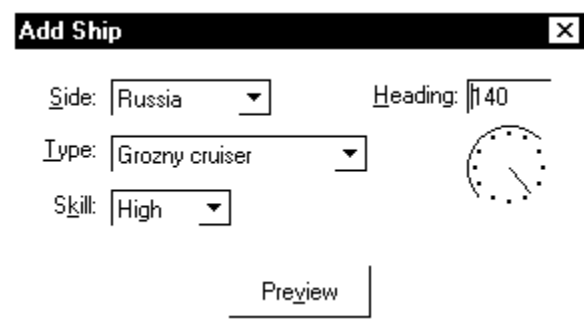 Add Ship
Side: Russia Heading: 140
Type: Grozny cruiser
Skill: High
Preview